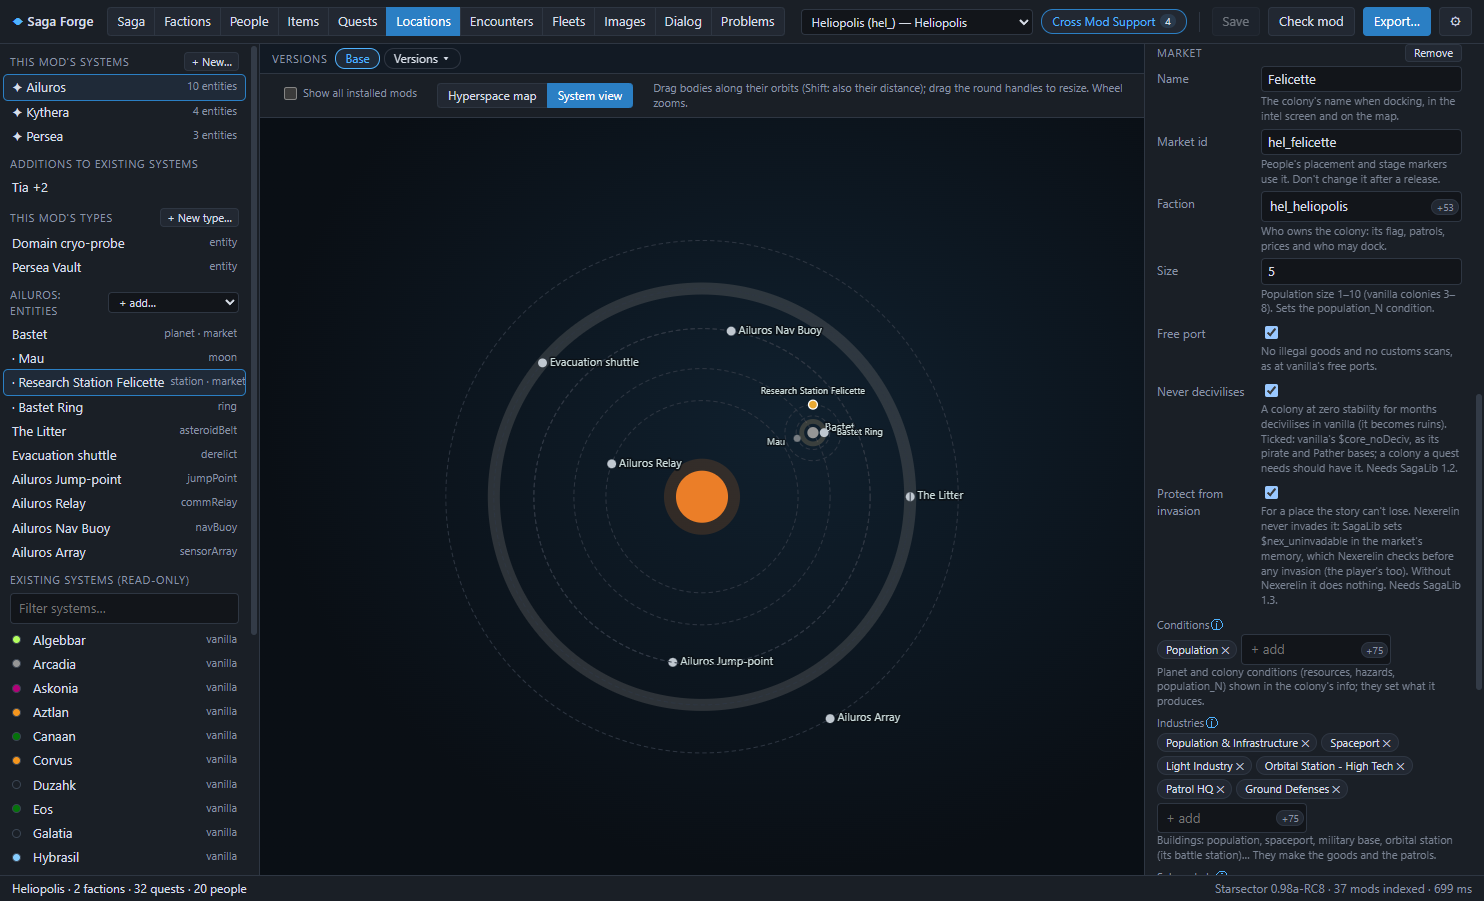 Saga Forge
Saga
Factions
People
Items
Quests
Locations
Encounters
Fleets
Images
Dialog
Problems
Heliopolis (hel_) — Heliopolis
Cross Mod Support 4
Save
Check mod
Export...
THIS MOD'S SYSTEMS
+ New...
Ailuros 10 entities
Kythera 4 entities
Persea 3 entities
ADDITIONS TO EXISTING SYSTEMS
Tia +2
THIS MOD'S TYPES
+ New type...
Domain cryo-probe entity
Persea Vault entity
AILUROS:
ENTITIES
+ add...
Bastet planet · market
· Mau moon
· Research Station Felicette station · market
· Bastet Ring ring
The Litter asteroidBelt
Evacuation shuttle derelict
Ailuros Jump-point jumpPoint
Ailuros Relay commRelay
Ailuros Nav Buoy navBuoy
Ailuros Array sensorArray
EXISTING SYSTEMS (READ-ONLY)
Filter systems...
Algebbar vanilla
Arcadia vanilla
Askonia vanilla
Aztlan vanilla
Canaan vanilla
Corvus vanilla
Duzahk vanilla
Eos vanilla
Galatia vanilla
Hybrasil vanilla
VERSIONS
Base
Versions
Show all installed mods
Hyperspace map
System view
Drag bodies along their orbits (Shift: also their distance); drag the round handles to resize. Wheel
zooms.
Ailuros Nav Buoy
Evacuation shuttle
Research Station Felicette
Bastet
Bastet Ring
Mau
Ailuros Relay
The Litter
Ailuros Jump-point
Ailuros Array
MARKET
Remove
Name
Felicette
The colony's name when docking, in the
intel screen and on the map.
Market id
hel_felicette
People's placement and stage markers
use it. Don't change it after a release.
Faction
hel_heliopolis
+53
Who owns the colony: its flag, patrols,
prices and who may dock.
Size
5
Population size 1–10 (vanilla colonies 3–
8). Sets the population_N condition.
Free port
No illegal goods and no customs scans,
as at vanilla's free ports.
Never decivilises
A colony at zero stability for months
decivilises in vanilla (it becomes ruins).
Ticked: vanilla's $core_noDeciv, as its
pirate and Pather bases; a colony a quest
needs should have it. Needs SagaLib 1.2.
Protect from
invasion
For a place the story can't lose. Nexerelin
never invades it: SagaLib sets
$nex_uninvadable in the market's
memory, which Nexerelin checks before
any invasion (the player's too). Without
Nexerelin it does nothing. Needs SagaLib
1.3.
Conditions
Population ×
+ add
+75
Planet and colony conditions (resources, hazards,
population_N) shown in the colony's info; they set what it
produces.
Industries
Population & Infrastructure ×
Spaceport ×
Light Industry ×
Orbital Station - High Tech ×
Patrol HQ ×
Ground Defenses ×
+ add
+75
Buildings: population, spaceport, military base, orbital station
(its battle station)... They make the goods and the patrols.
Heliopolis · 2 factions · 32 quests · 20 people
Starsector 0.98a-RC8 · 37 mods indexed · 699 ms